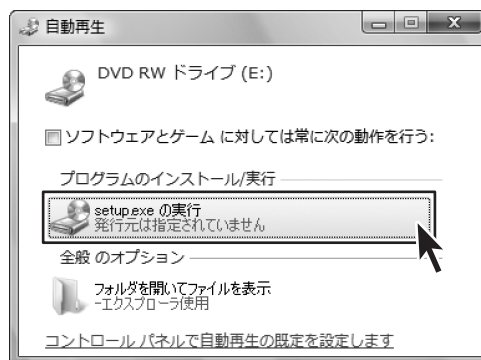 自動再生
DVD RW ドライブ (E:)
ソフトウェアとゲーム に対しては常に次の動作を行う:
プログラムのインストール/実行
setup.exe の実行
発行元は指定されていません
全般 のオプション
フォルダを開いてファイルを表示
-エクスプローラ使用
コントロール パネルで自動再生の既定を設定します